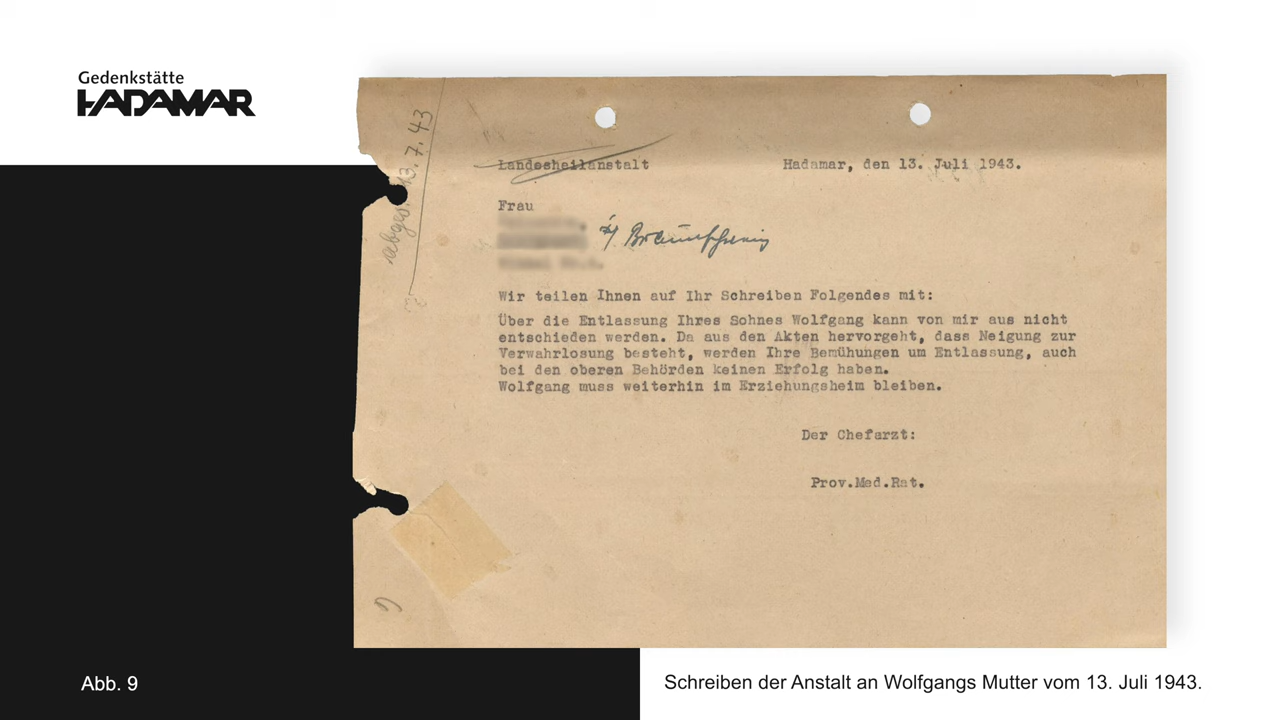 Gedenkstätte
HADAMAR
abges. 13.7.43
Landesheilanstalt
Hadamar, den 13. Juli 1943.
Frau
Braunschweig
Wir teilen Ihnen auf Ihr Schreiben Folgendes mit:
Über die Entlassung Ihres Sohnes Wolfgang kann von mir aus nicht
entschieden werden. Da aus den Akten hervorgeht, dass Neigung zur
Verwahrlosung besteht, werden Ihre Bemühungen um Entlassung, auch
bei den oberen Behörden keinen Erfolg haben.
Wolfgang muss weiterhin im Erziehungsheim bleiben.
Der Chefarzt:
Prov.Med.Rat.
Abb. 9
Schreiben der Anstalt an Wolfgangs Mutter vom 13. Juli 1943.